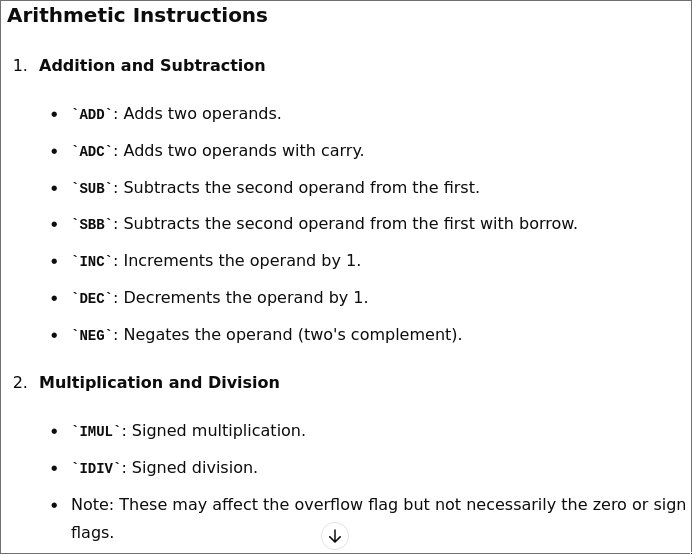 Arithmetic Instructions
1. Addition and Subtraction
• `ADD`: Adds two operands.
• `ADC`: Adds two operands with carry.
• `SUB`: Subtracts the second operand from the first.
• `SBB`: Subtracts the second operand from the first with borrow.
• `INC`: Increments the operand by 1.
• `DEC`: Decrements the operand by 1.
• `NEG`: Negates the operand (two's complement).
2. Multiplication and Division
• `IMUL`: Signed multiplication.
• `IDIV`: Signed division.
• Note: These may affect the overflow flag but not necessarily the zero or sign
flags.